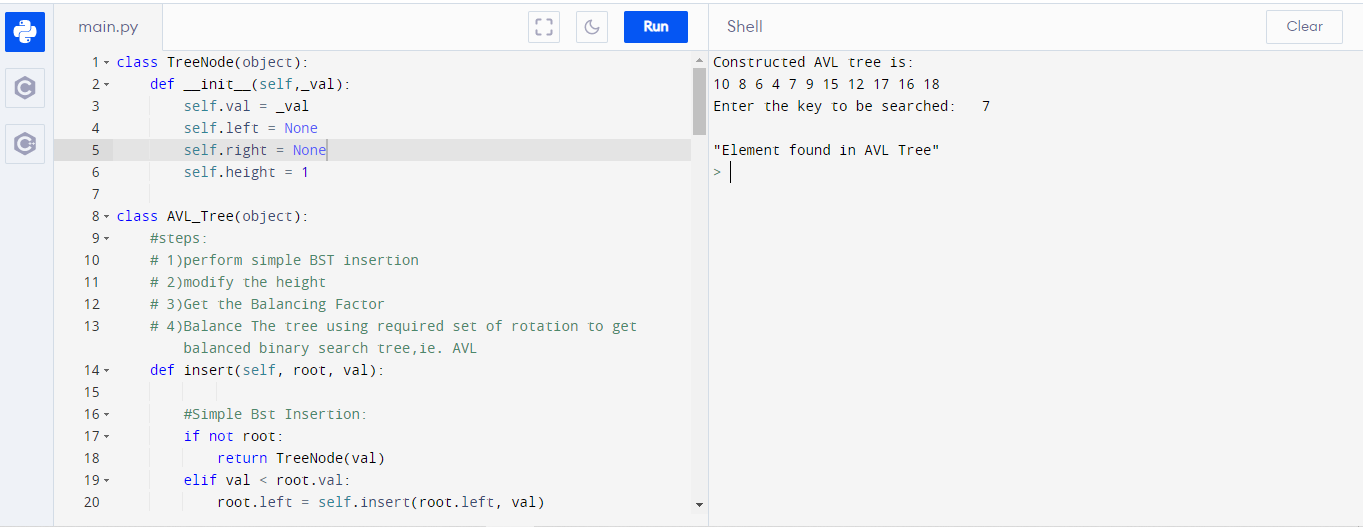 main.py
Run
1 class TreeNode(object):
2 def __init__(self,_val):
3 self.val = _val
4 self.left = None
5 self.right = None
6 self.height = 1
7
8 class AVL_Tree(object):
9 #steps:
10 # 1)perform simple BST insertion
11 # 2)modify the height
12 # 3)Get the Balancing Factor
13 # 4)Balance The tree using required set of rotation to get
balanced binary search tree,ie. AVL
14 def insert(self, root, val):
15
16 #Simple Bst Insertion:
17 if not root:
18 return TreeNode(val)
19 elif val < root.val:
20 root.left = self.insert(root.left, val)
Shell
Clear
Constructed AVL tree is:
10 8 6 4 7 9 15 12 17 16 18
Enter the key to be searched: 7
"Element found in AVL Tree"
>